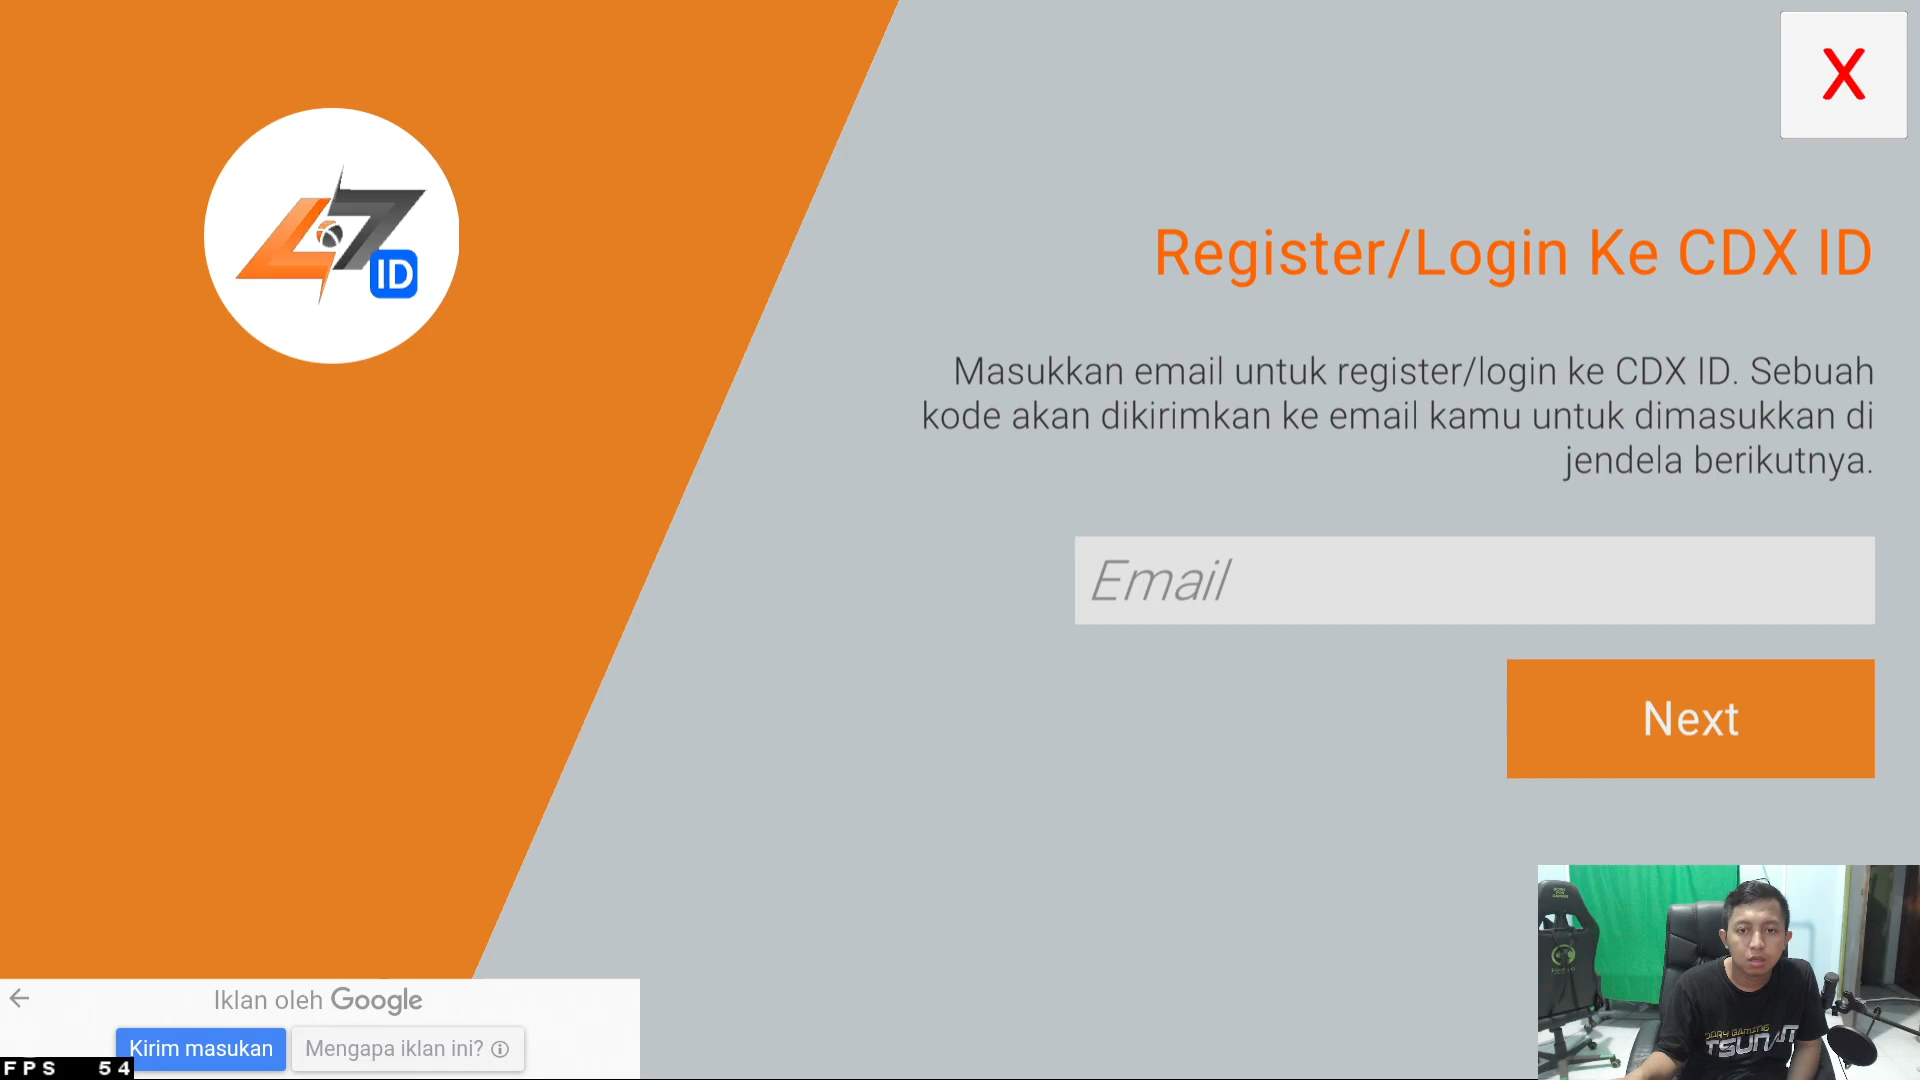 X
ID
Register/Login Ke CDX ID
Masukkan email untuk register/login ke CDX ID. Sebuah
kode akan dikirimkan ke email kamu untuk dimasukkan di
jendela berikutnya.
Email
Next
Iklan oleh Google
Kirim masukan
Mengapa iklan ini?
FPS 54
GAMING
TSUNAMI